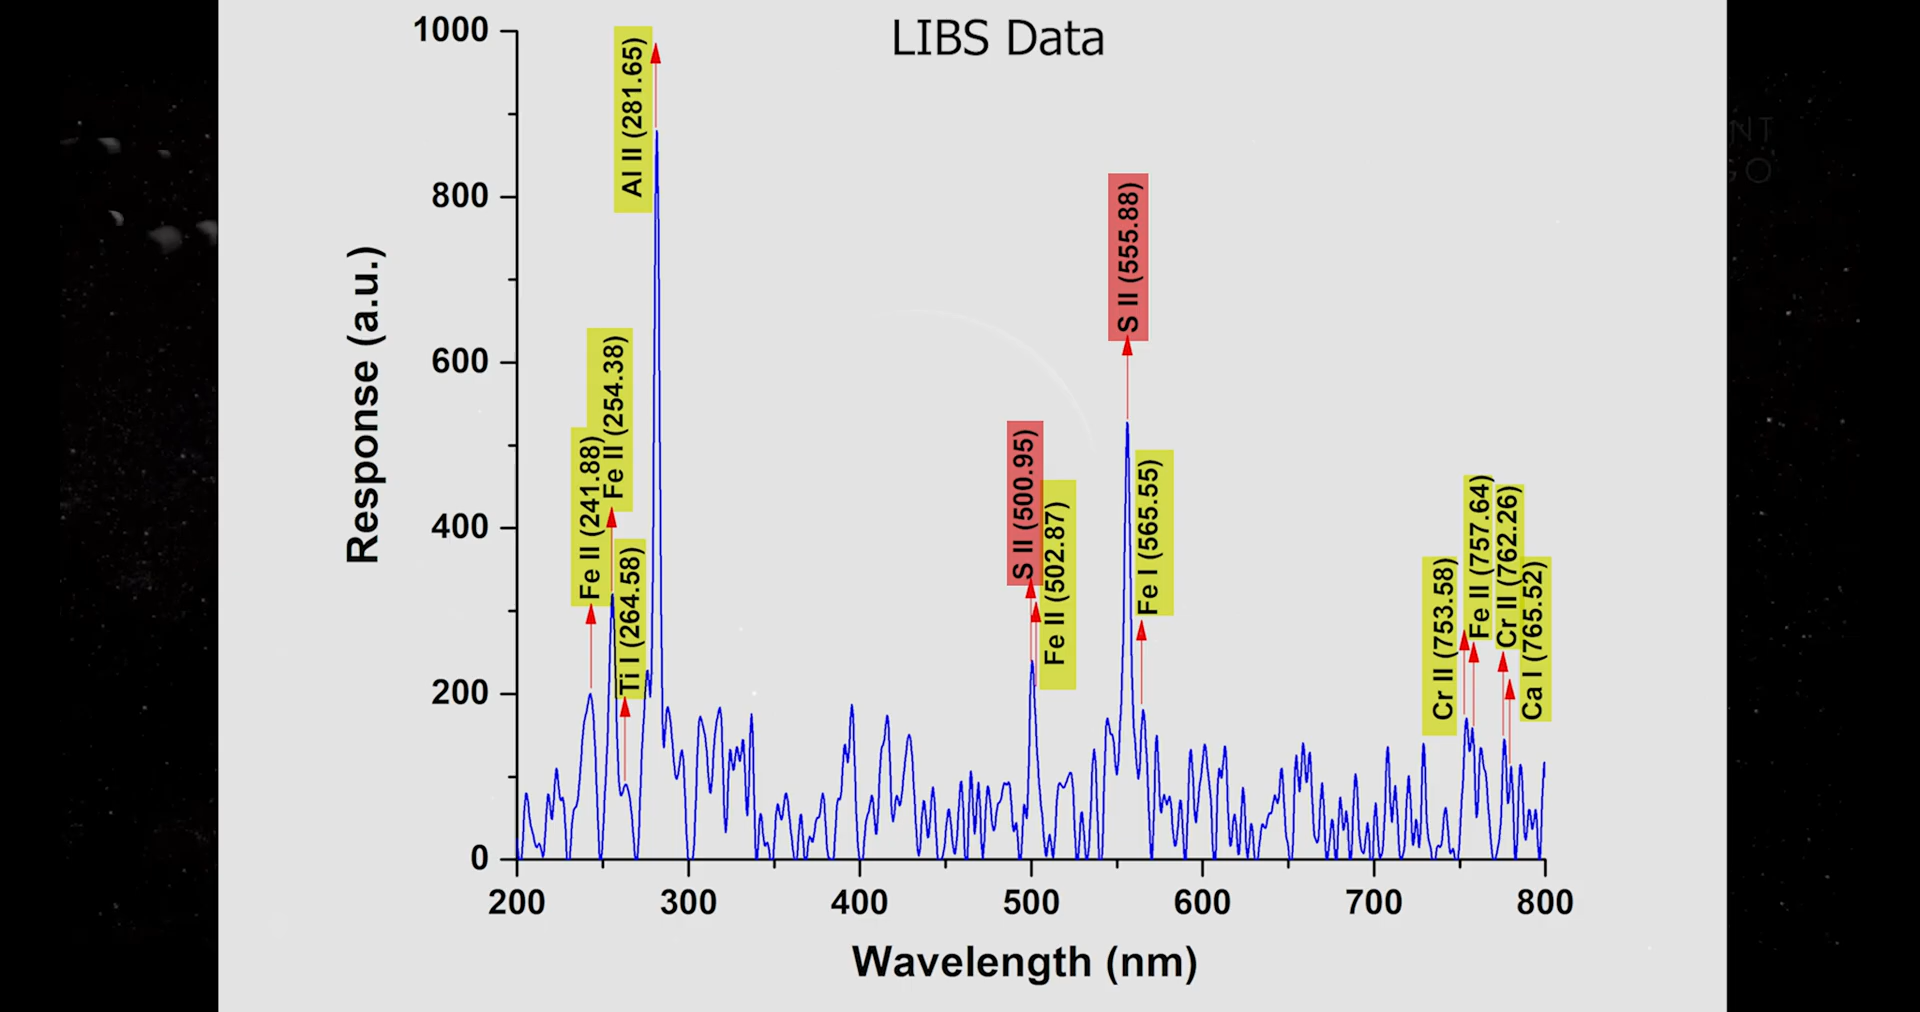 LIBS Data
1000
800
600
400
200
0
Response (a.u.)
Fe II (241.88)
Fe II (254.38)
Ti I (264.58)
Al II (281.65)
S II (500.95)
Fe II (502.87)
S II (555.88)
Fe I (565.55)
Cr II (753.58)
Fe II (757.64)
Cr II (762.26)
Ca I (765.52)
200 300 400 500 600 700 800
Wavelength (nm)
NT
GO